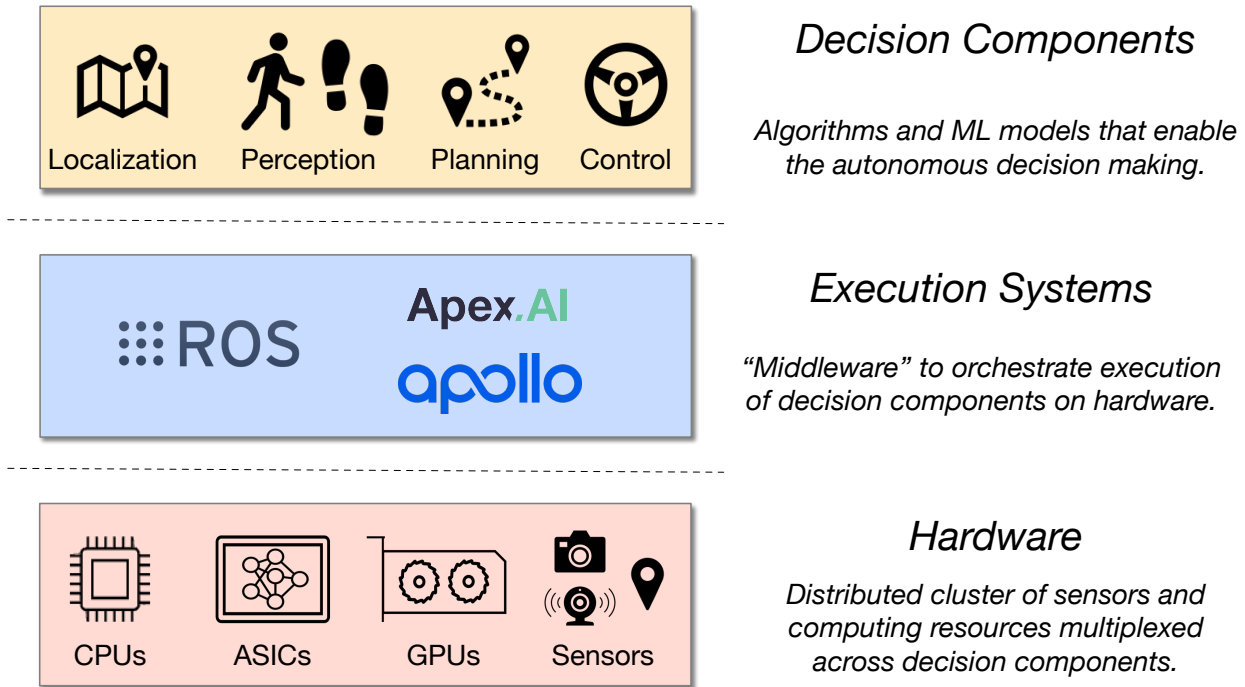 Decision Components
Localization Perception Planning Control
Algorithms and ML models that enable
the autonomous decision making.
Execution Systems
ROS
Apex.AI
apollo
“Middleware” to orchestrate execution
of decision components on hardware.
Hardware
CPUs ASICs GPUs Sensors
Distributed cluster of sensors and
computing resources multiplexed
across decision components.